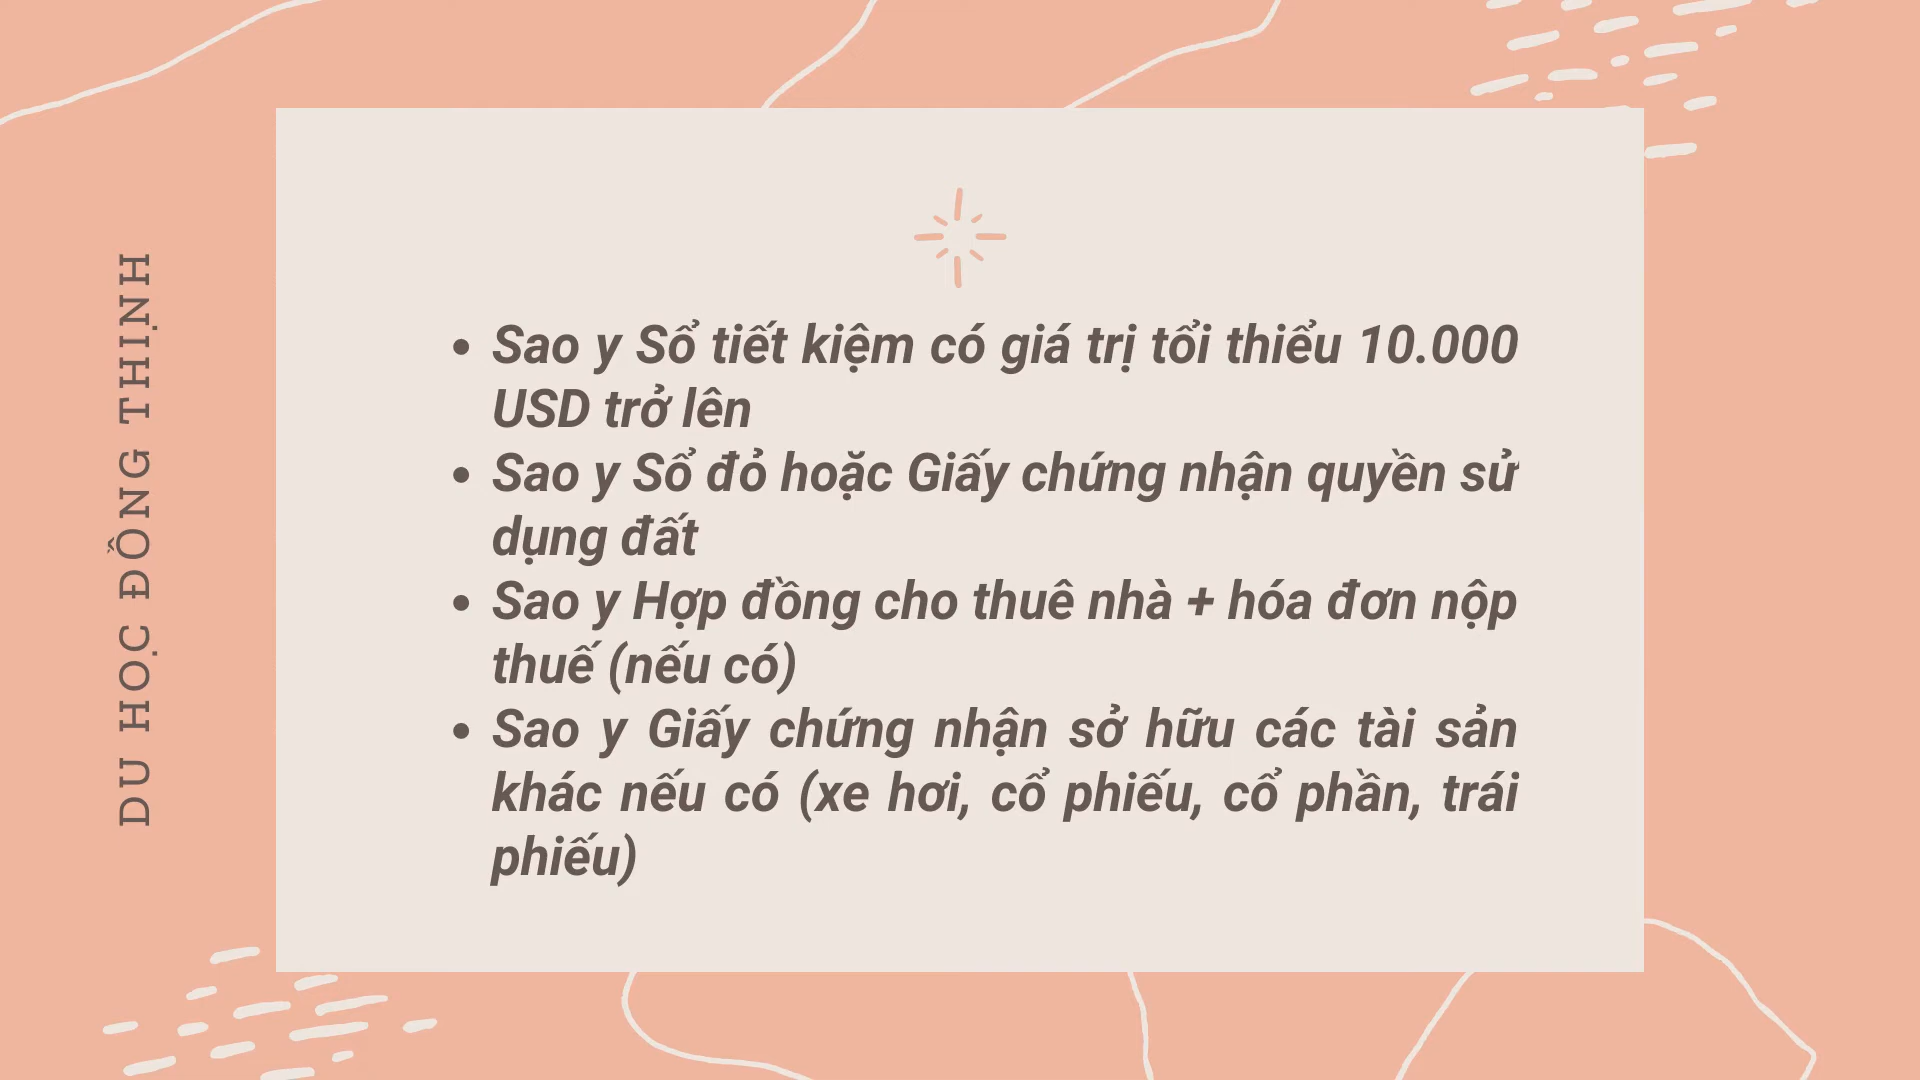 DU HỌC ĐỒNG THỊNH
• Sao y Sổ tiết kiệm có giá trị tổi thiểu 10.000
USD trở lên
• Sao y Sổ đỏ hoặc Giấy chứng nhận quyền sử
dụng đất
• Sao y Hợp đồng cho thuê nhà + hóa đơn nộp
thuế (nếu có)
• Sao y Giấy chứng nhận sở hữu các tài sản
khác nếu có (xe hơi, cổ phiếu, cổ phần, trái
phiếu)